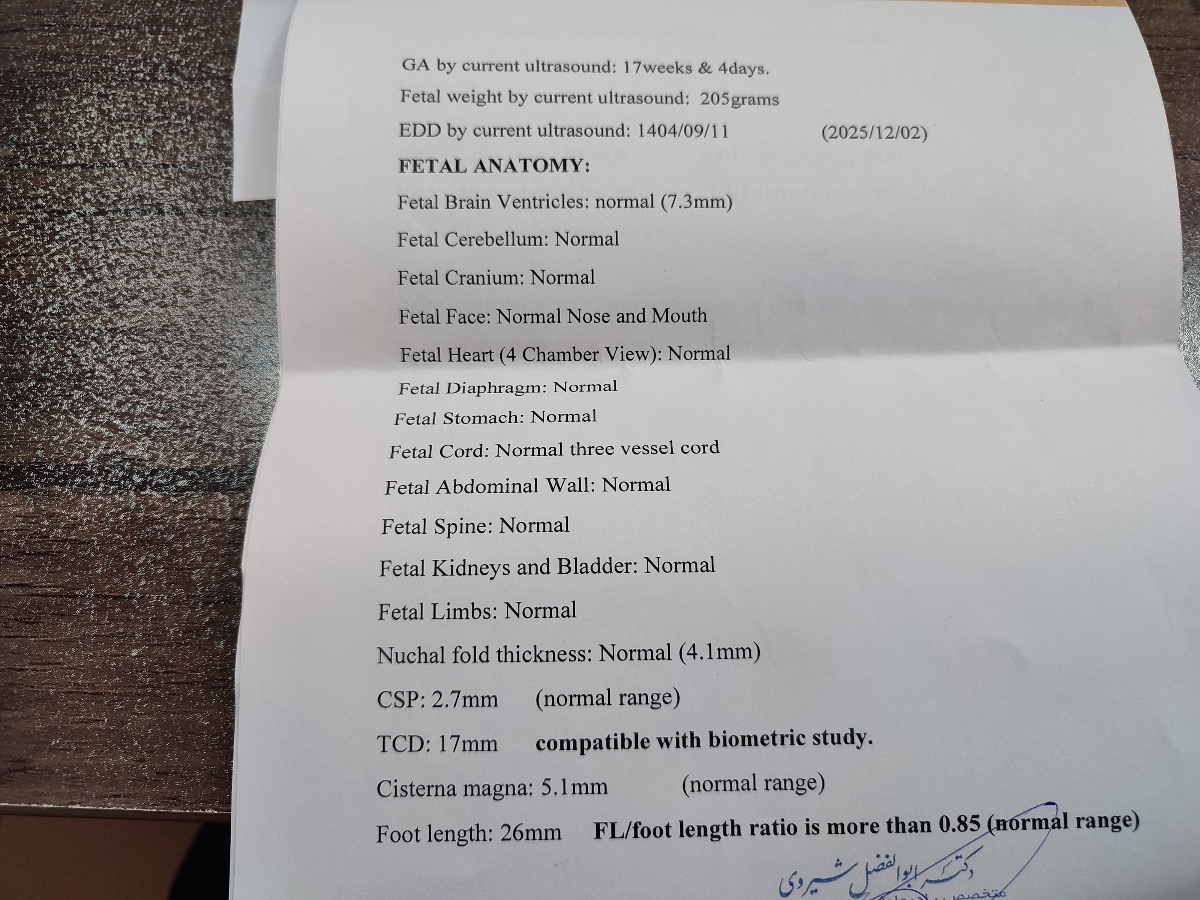 GA by current ultrasound: 17weeks & 4days.
Fetal weight by current ultrasound:  205grams
EDD by current ultrasound: 1404/09/11 (2025/12/02)
FETAL ANATOMY:
Fetal Brain Ventricles: normal (7.3mm)
Fetal Cerebellum: Normal
Fetal Cranium: Normal
Fetal Face: Normal Nose and Mouth
Fetal Heart (4 Chamber View): Normal
Fetal Diaphragm: Normal
Fetal Stomach: Normal
Fetal Cord: Normal three vessel cord
Fetal Abdominal Wall: Normal
Fetal Spine: Normal
Fetal Kidneys and Bladder: Normal
Fetal Limbs: Normal
Nuchal fold thickness: Normal (4.1mm)
CSP: 2.7mm (normal range)
TCD: 17mm compatible with biometric study.
Cisterna magna: 5.1mm (normal range)
Foot length: 26mm FL/foot length ratio is more than 0.85 (normal range)
دکتر ابوالفضل شیروی
متخصص